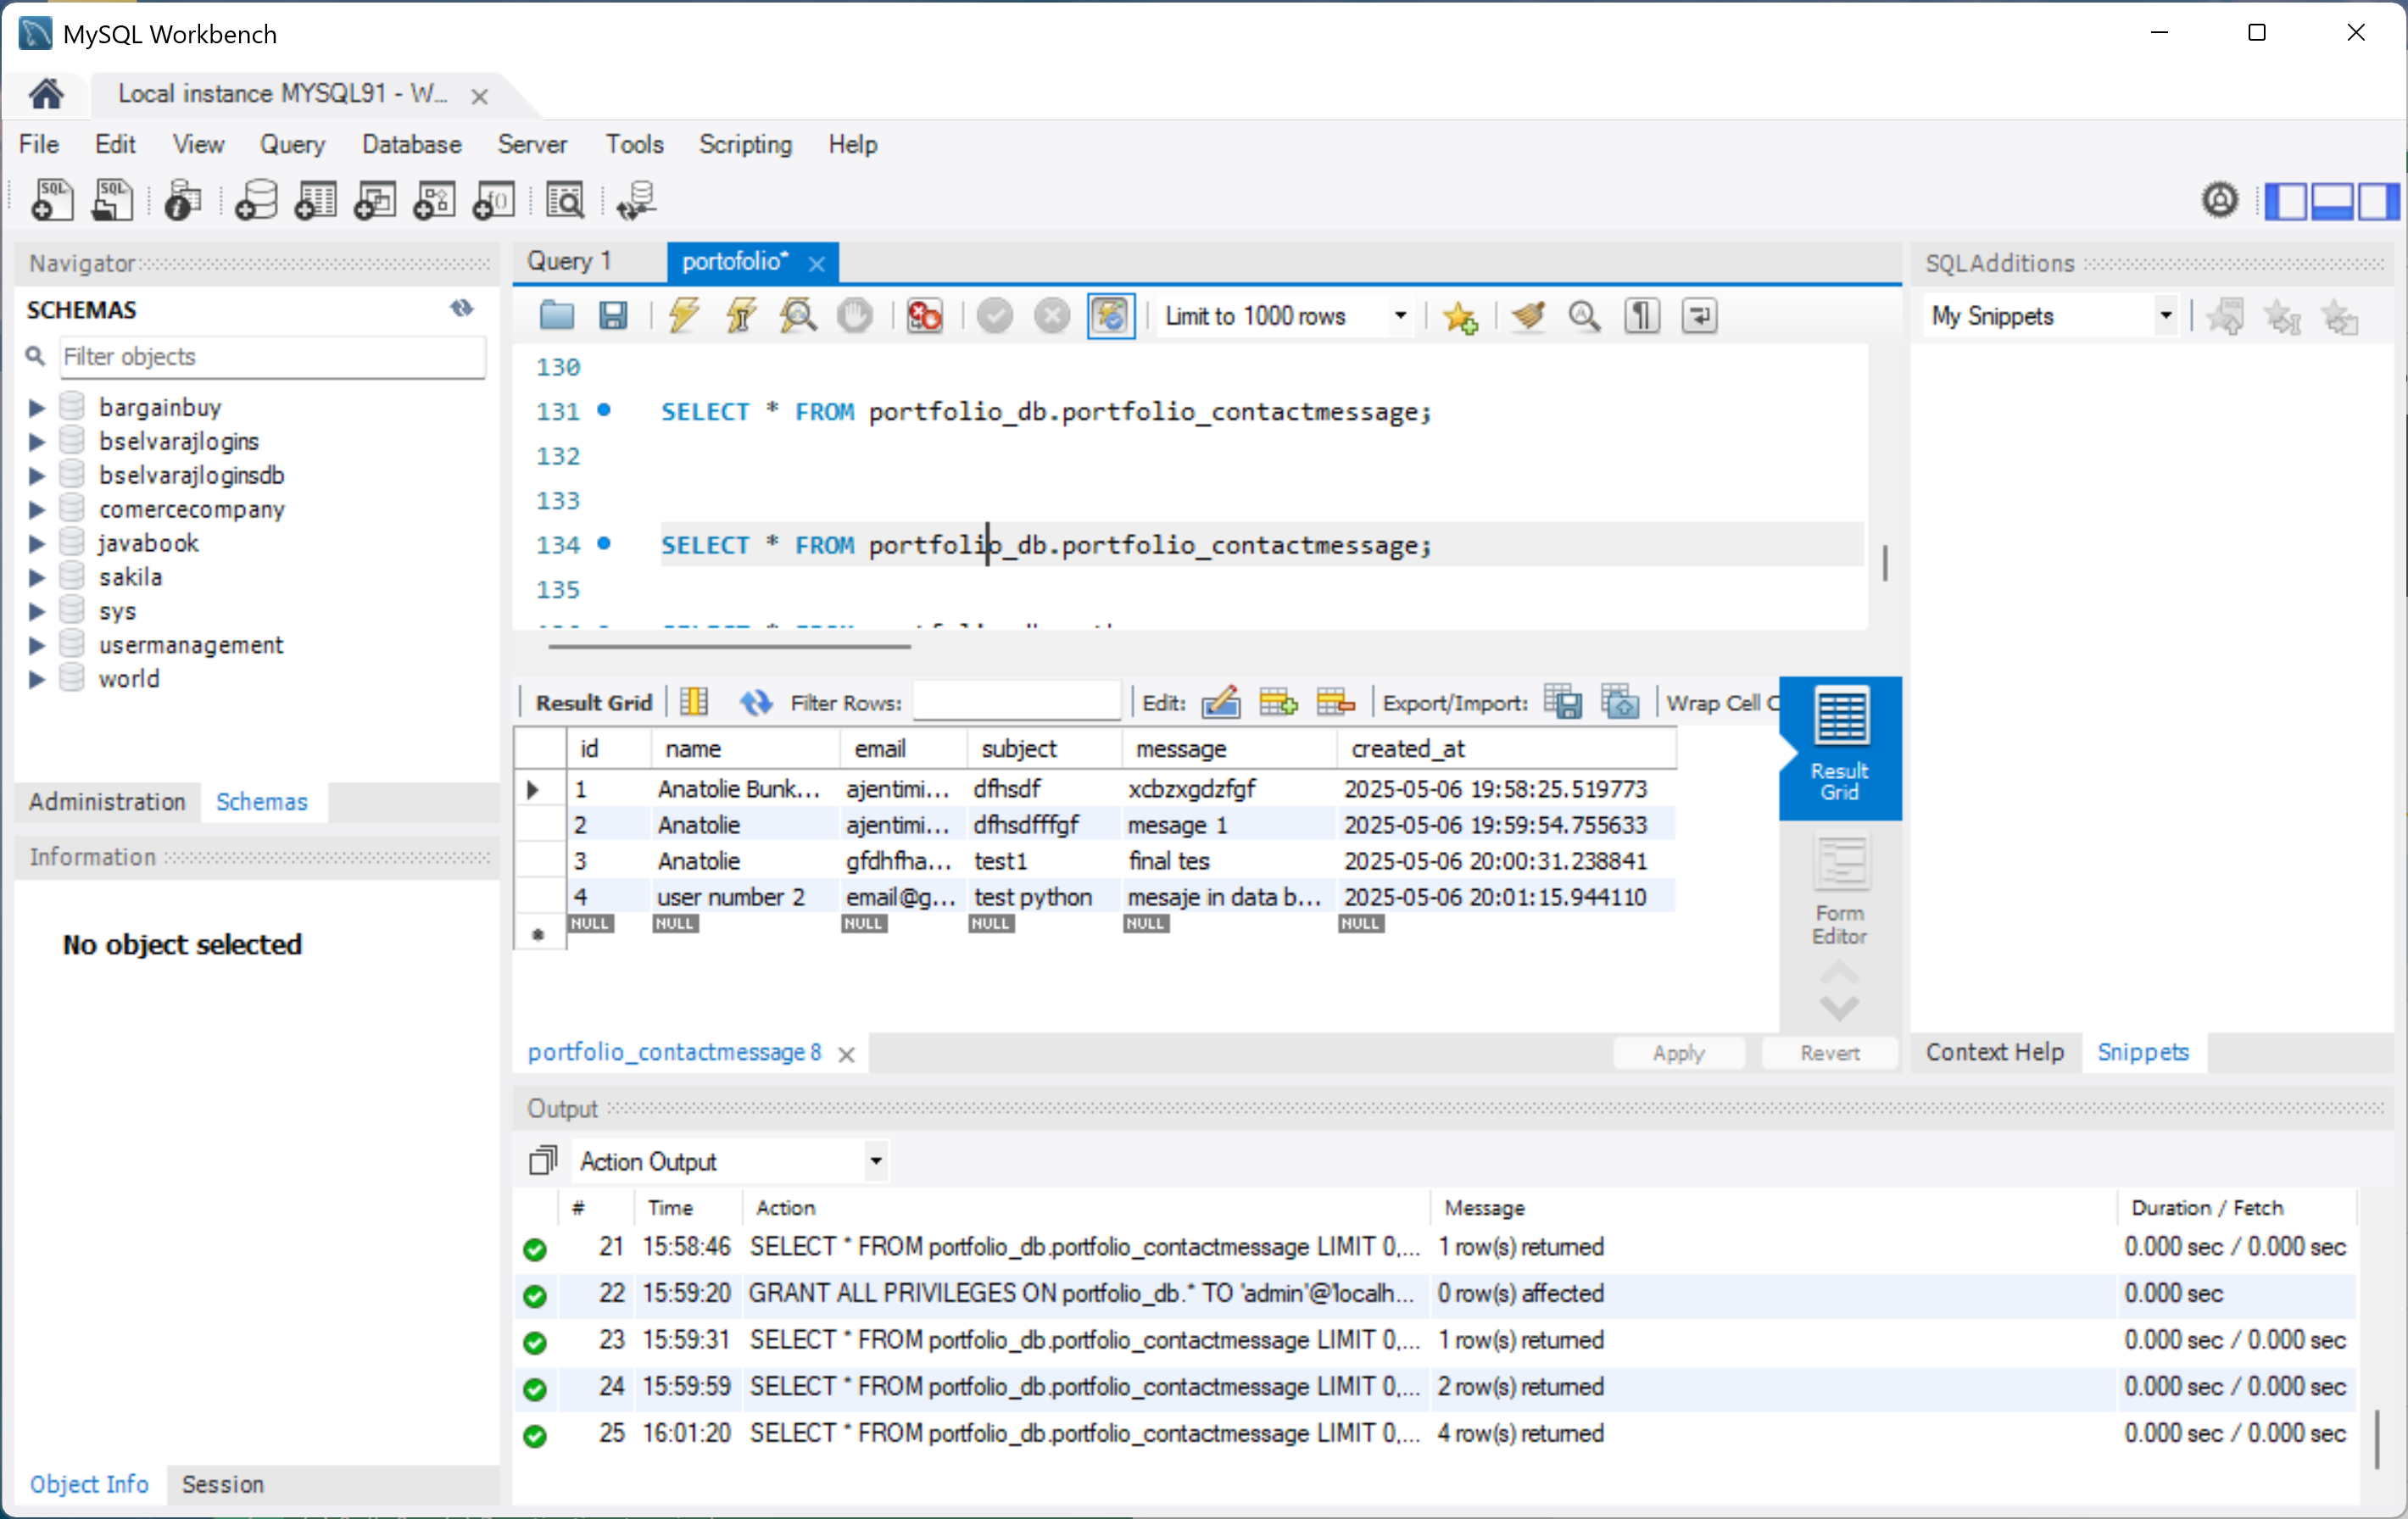 MySQL Workbench
Local instance MYSQL91 - W...
File Edit View Query Database Server Tools Scripting Help
Navigator
SCHEMAS
Filter objects
bargainbuy
bselvarajlogins
bselvarajloginsdb
comercecompany
javabook
sakila
sys
usermanagement
world
Administration Schemas
Information
No object selected
Object Info Session
Query 1 portofolio*
Limit to 1000 rows
130
131 SELECT * FROM portfolio_db.portfolio_contactmessage;
132
133
134 SELECT * FROM portfolio_db.portfolio_contactmessage;
135
Result Grid Filter Rows: Edit: Export/Import: Wrap Cell C
id name email subject message created_at
1 Anatolie Bunk... ajentimi... dfhsdf xcbzxgdzfgf 2025-05-06 19:58:25.519773
2 Anatolie ajentimi... dfhsdfffgf mesage 1 2025-05-06 19:59:54.755633
3 Anatolie gfdhfha... test1 final tes 2025-05-06 20:00:31.238841
4 user number 2 email@g... test python mesaje in data b... 2025-05-06 20:01:15.944110
NULL NULL NULL NULL NULL NULL
Result
Grid
Form
Editor
portfolio_contactmessage 8 Apply Revert
SQLAdditions
My Snippets
Context Help Snippets
Output
Action Output
# Time Action Message Duration / Fetch
21 15:58:46 SELECT * FROM portfolio_db.portfolio_contactmessage LIMIT 0,... 1 row(s) returned 0.000 sec / 0.000 sec
22 15:59:20 GRANT ALL PRIVILEGES ON portfolio_db.* TO 'admin'@'localh... 0 row(s) affected 0.000 sec
23 15:59:31 SELECT * FROM portfolio_db.portfolio_contactmessage LIMIT 0,... 1 row(s) returned 0.000 sec / 0.000 sec
24 15:59:59 SELECT * FROM portfolio_db.portfolio_contactmessage LIMIT 0,... 2 row(s) returned 0.000 sec / 0.000 sec
25 16:01:20 SELECT * FROM portfolio_db.portfolio_contactmessage LIMIT 0,... 4 row(s) returned 0.000 sec / 0.000 sec